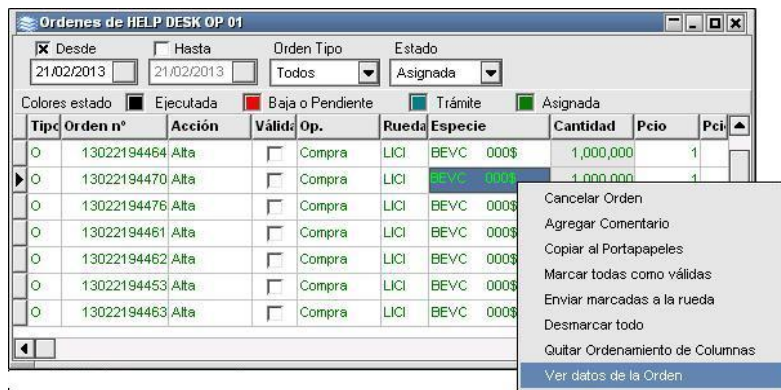 Ordenes de HELP DESK OP 01
Desde Hasta Orden Tipo Estado
21/02/2013 21/02/2013 Todos Asignada
Colores estado Ejecutada Baja o Pendiente Trámite Asignada
Tipo Orden nº Acción Válida Op. Rueda Especie Cantidad Pcio Pci
O 13022194464 Alta Compra LICI BEVC 000$ 1,000,000 1
O 13022194470 Alta Compra LICI BEVC 000$ 1,000,000 1
O 13022194476 Alta Compra LICI BEVC 000$
O 13022194461 Alta Compra LICI BEVC 000$
O 13022194462 Alta Compra LICI BEVC 000$
O 13022194453 Alta Compra LICI BEVC 000$
O 13022194463 Alta Compra LICI BEVC 000$
Cancelar Orden
Agregar Comentario
Copiar al Portapapeles
Marcar todas como válidas
Enviar marcadas a la rueda
Desmarcar todo
Quitar Ordenamiento de Columnas
Ver datos de la Orden